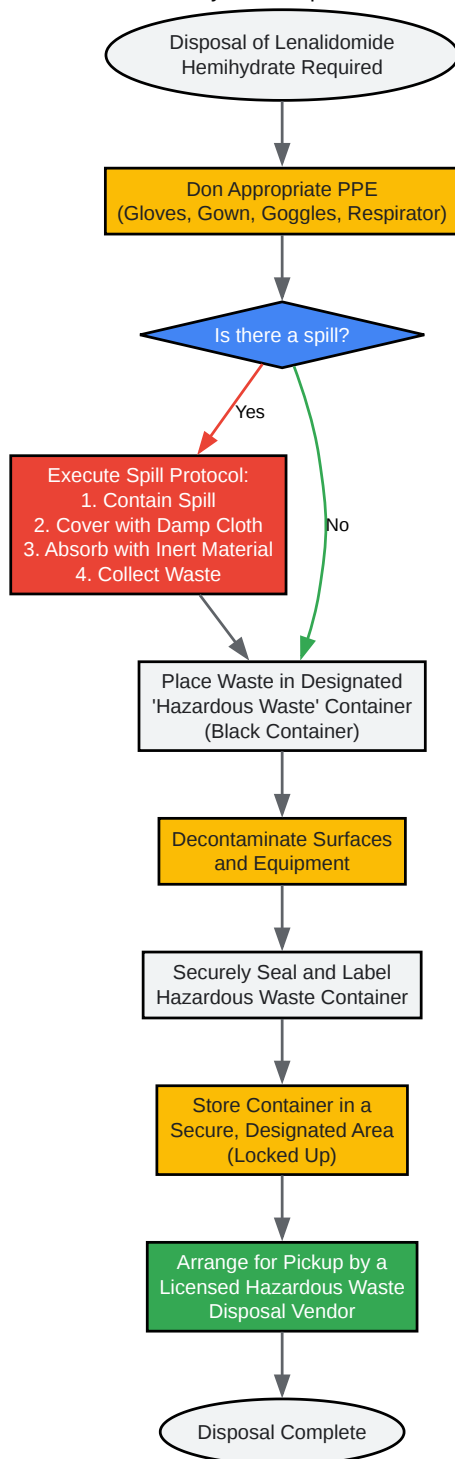 Disposal of Lenalidomide
Hemihydrate Required
Don Appropriate PPE
(Gloves, Gown, Goggles, Respirator)
Is there a spill?
Yes
Execute Spill Protocol:
1. Contain Spill
2. Cover with Damp Cloth
3. Absorb with Inert Material
4. Collect Waste
No
Place Waste in Designated
'Hazardous Waste' Container
(Black Container)
Decontaminate Surfaces
and Equipment
Securely Seal and Label
Hazardous Waste Container
Store Container in a
Secure, Designated Area
(Locked Up)
Arrange for Pickup by a
Licensed Hazardous Waste
Disposal Vendor
Disposal Complete